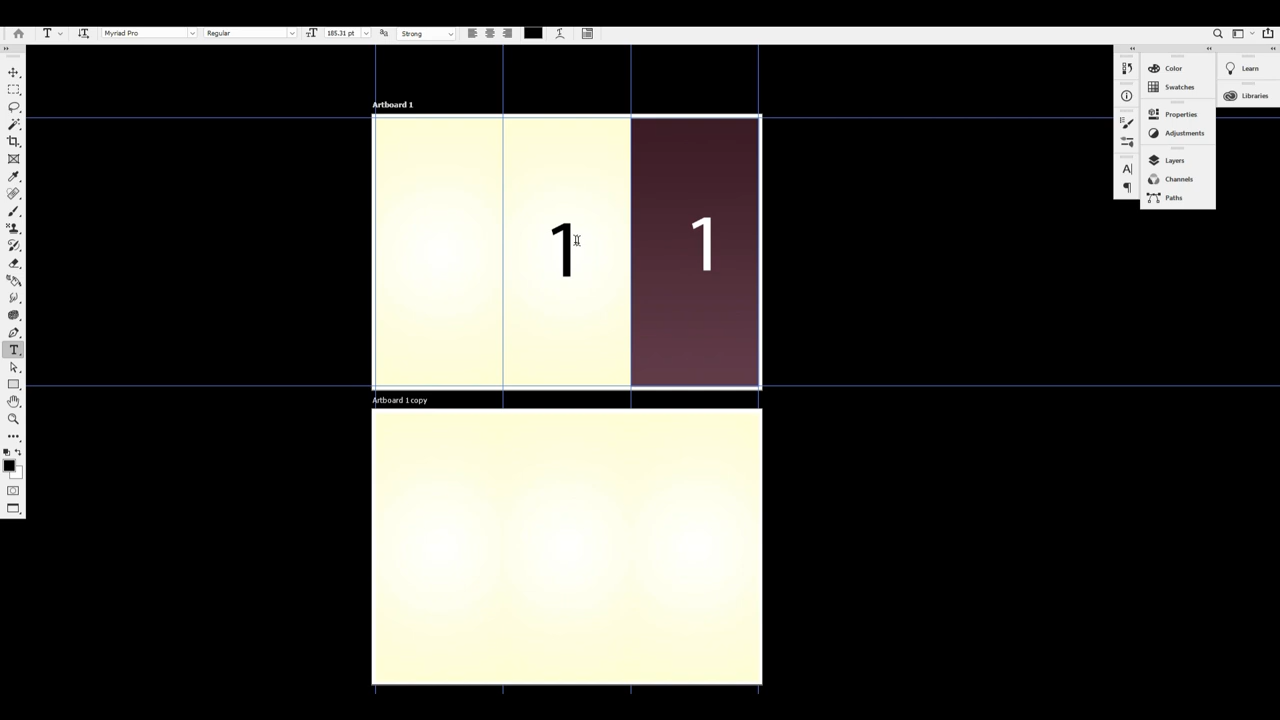 T Myriad Pro Regular 185.31 pt aa Strong
Color
Learn
Swatches
Libraries
Artboard 1
Properties
Adjustments
Layers
Channels
Paths
1 1
Artboard 1 copy